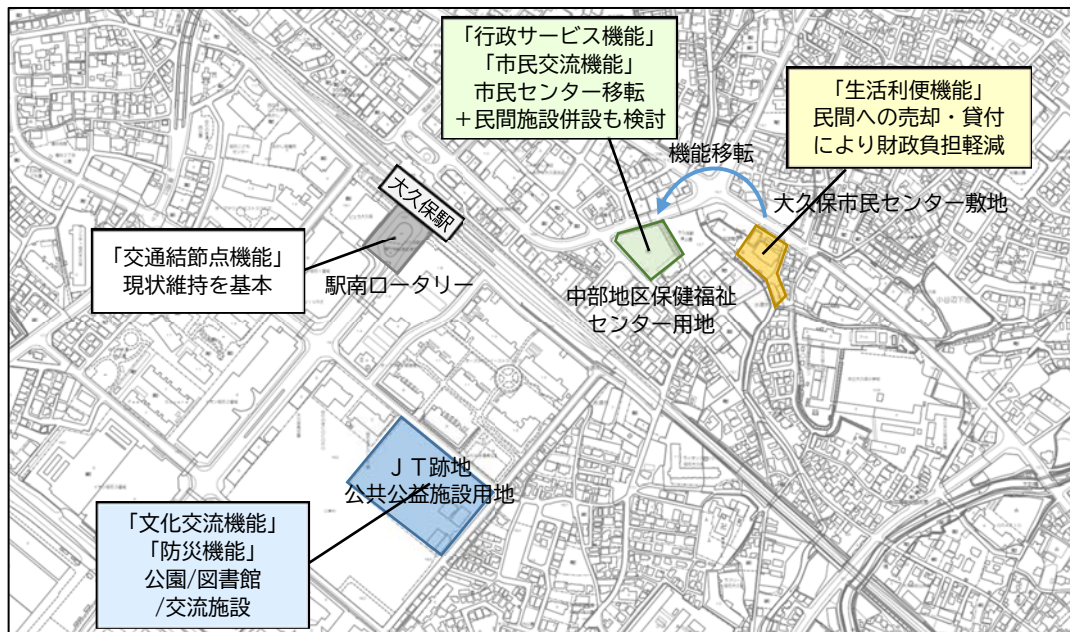 「行政サービス機能」
「市民交流機能」
市民センター移転
＋民間施設併設も検討
「生活利便機能」
民間への売却・貸付
により財政負担軽減
機能移転
大久保市民センター敷地
大久保駅
「交通結節点機能」
現状維持を基本
駅南ロータリー
中部地区保健福祉
センター用地
ＪＴ跡地
公共公益施設用地
「文化交流機能」
「防災機能」
公園/図書館
/交流施設